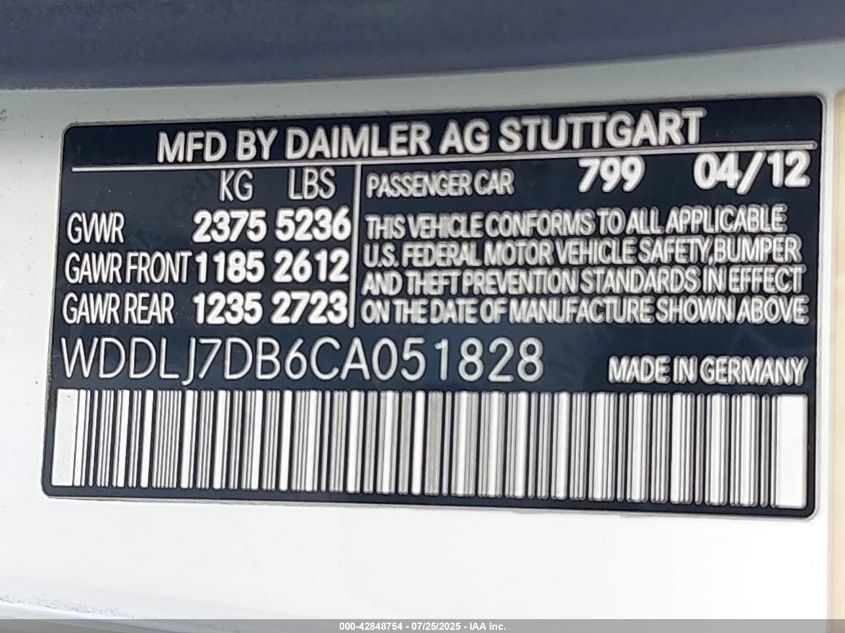 MFD BY DAIMLER AG STUTTGART
KG LBS
GVWR 2375 5236
GAWR FRONT 1185 2612
GAWR REAR 1235 2723
PASSENGER CAR 799 04/12
THIS VEHICLE CONFORMS TO ALL APPLICABLE
U.S. FEDERAL MOTOR VEHICLE SAFETY, BUMPER
AND THEFT PREVENTION STANDARDS IN EFFECT
ON THE DATE OF MANUFACTURE SHOWN ABOVE
WDDLJ7DB6CA051828 MADE IN GERMANY
000-42848754 - 07/25/2025 - IAA Inc.